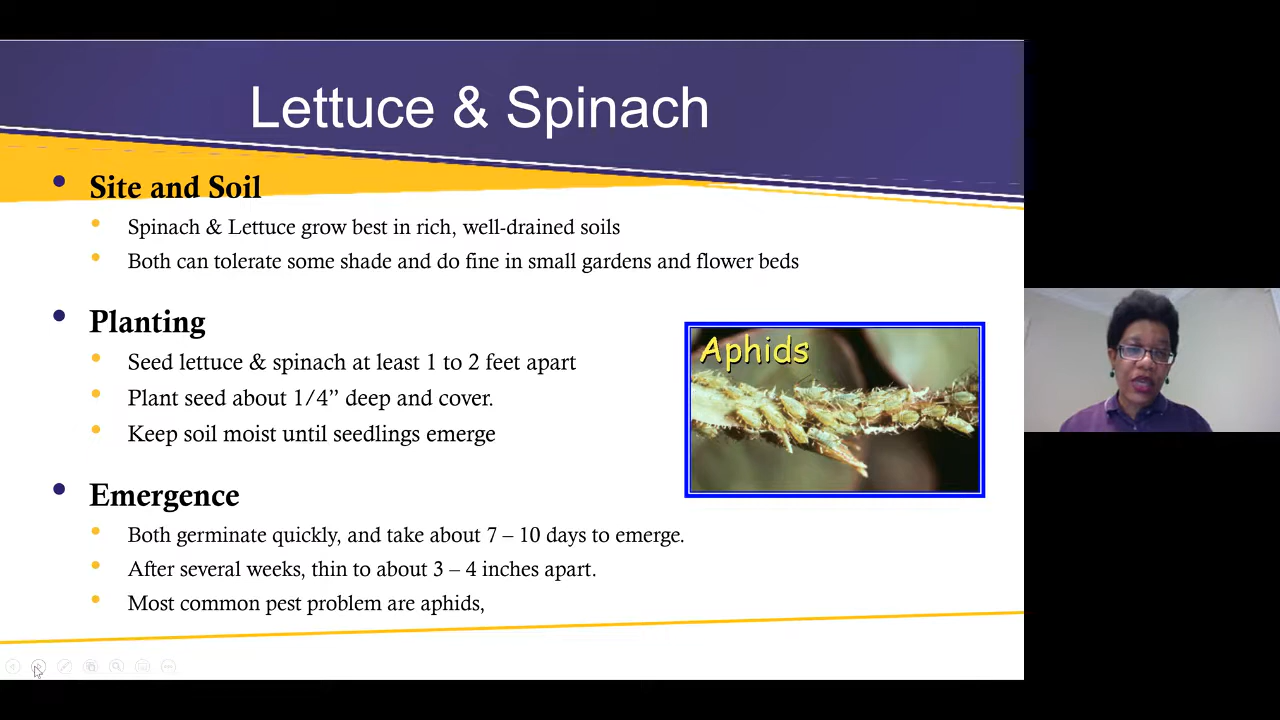 Lettuce & Spinach
Site and Soil
Spinach & Lettuce grow best in rich, well-drained soils
Both can tolerate some shade and do fine in small gardens and flower beds
Planting
Seed lettuce & spinach at least 1 to 2 feet apart
Plant seed about 1/4” deep and cover.
Keep soil moist until seedlings emerge
Aphids
Emergence
Both germinate quickly, and take about 7 – 10 days to emerge.
After several weeks, thin to about 3 – 4 inches apart.
Most common pest problem are aphids,